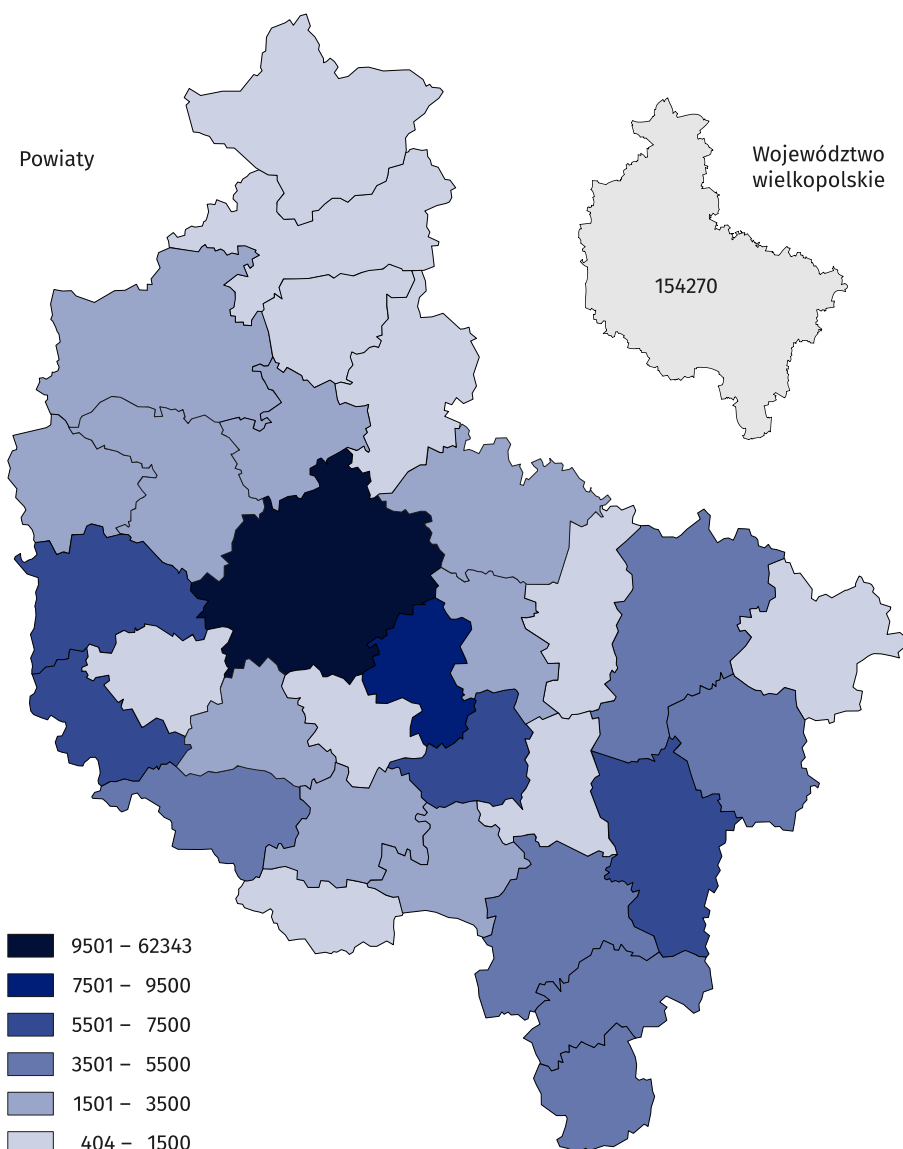 Powiaty
Województwo
wielkopolskie
154270
9501 – 62343
7501 – 9500
5501 – 7500
3501 – 5500
1501 – 3500
404 – 1500